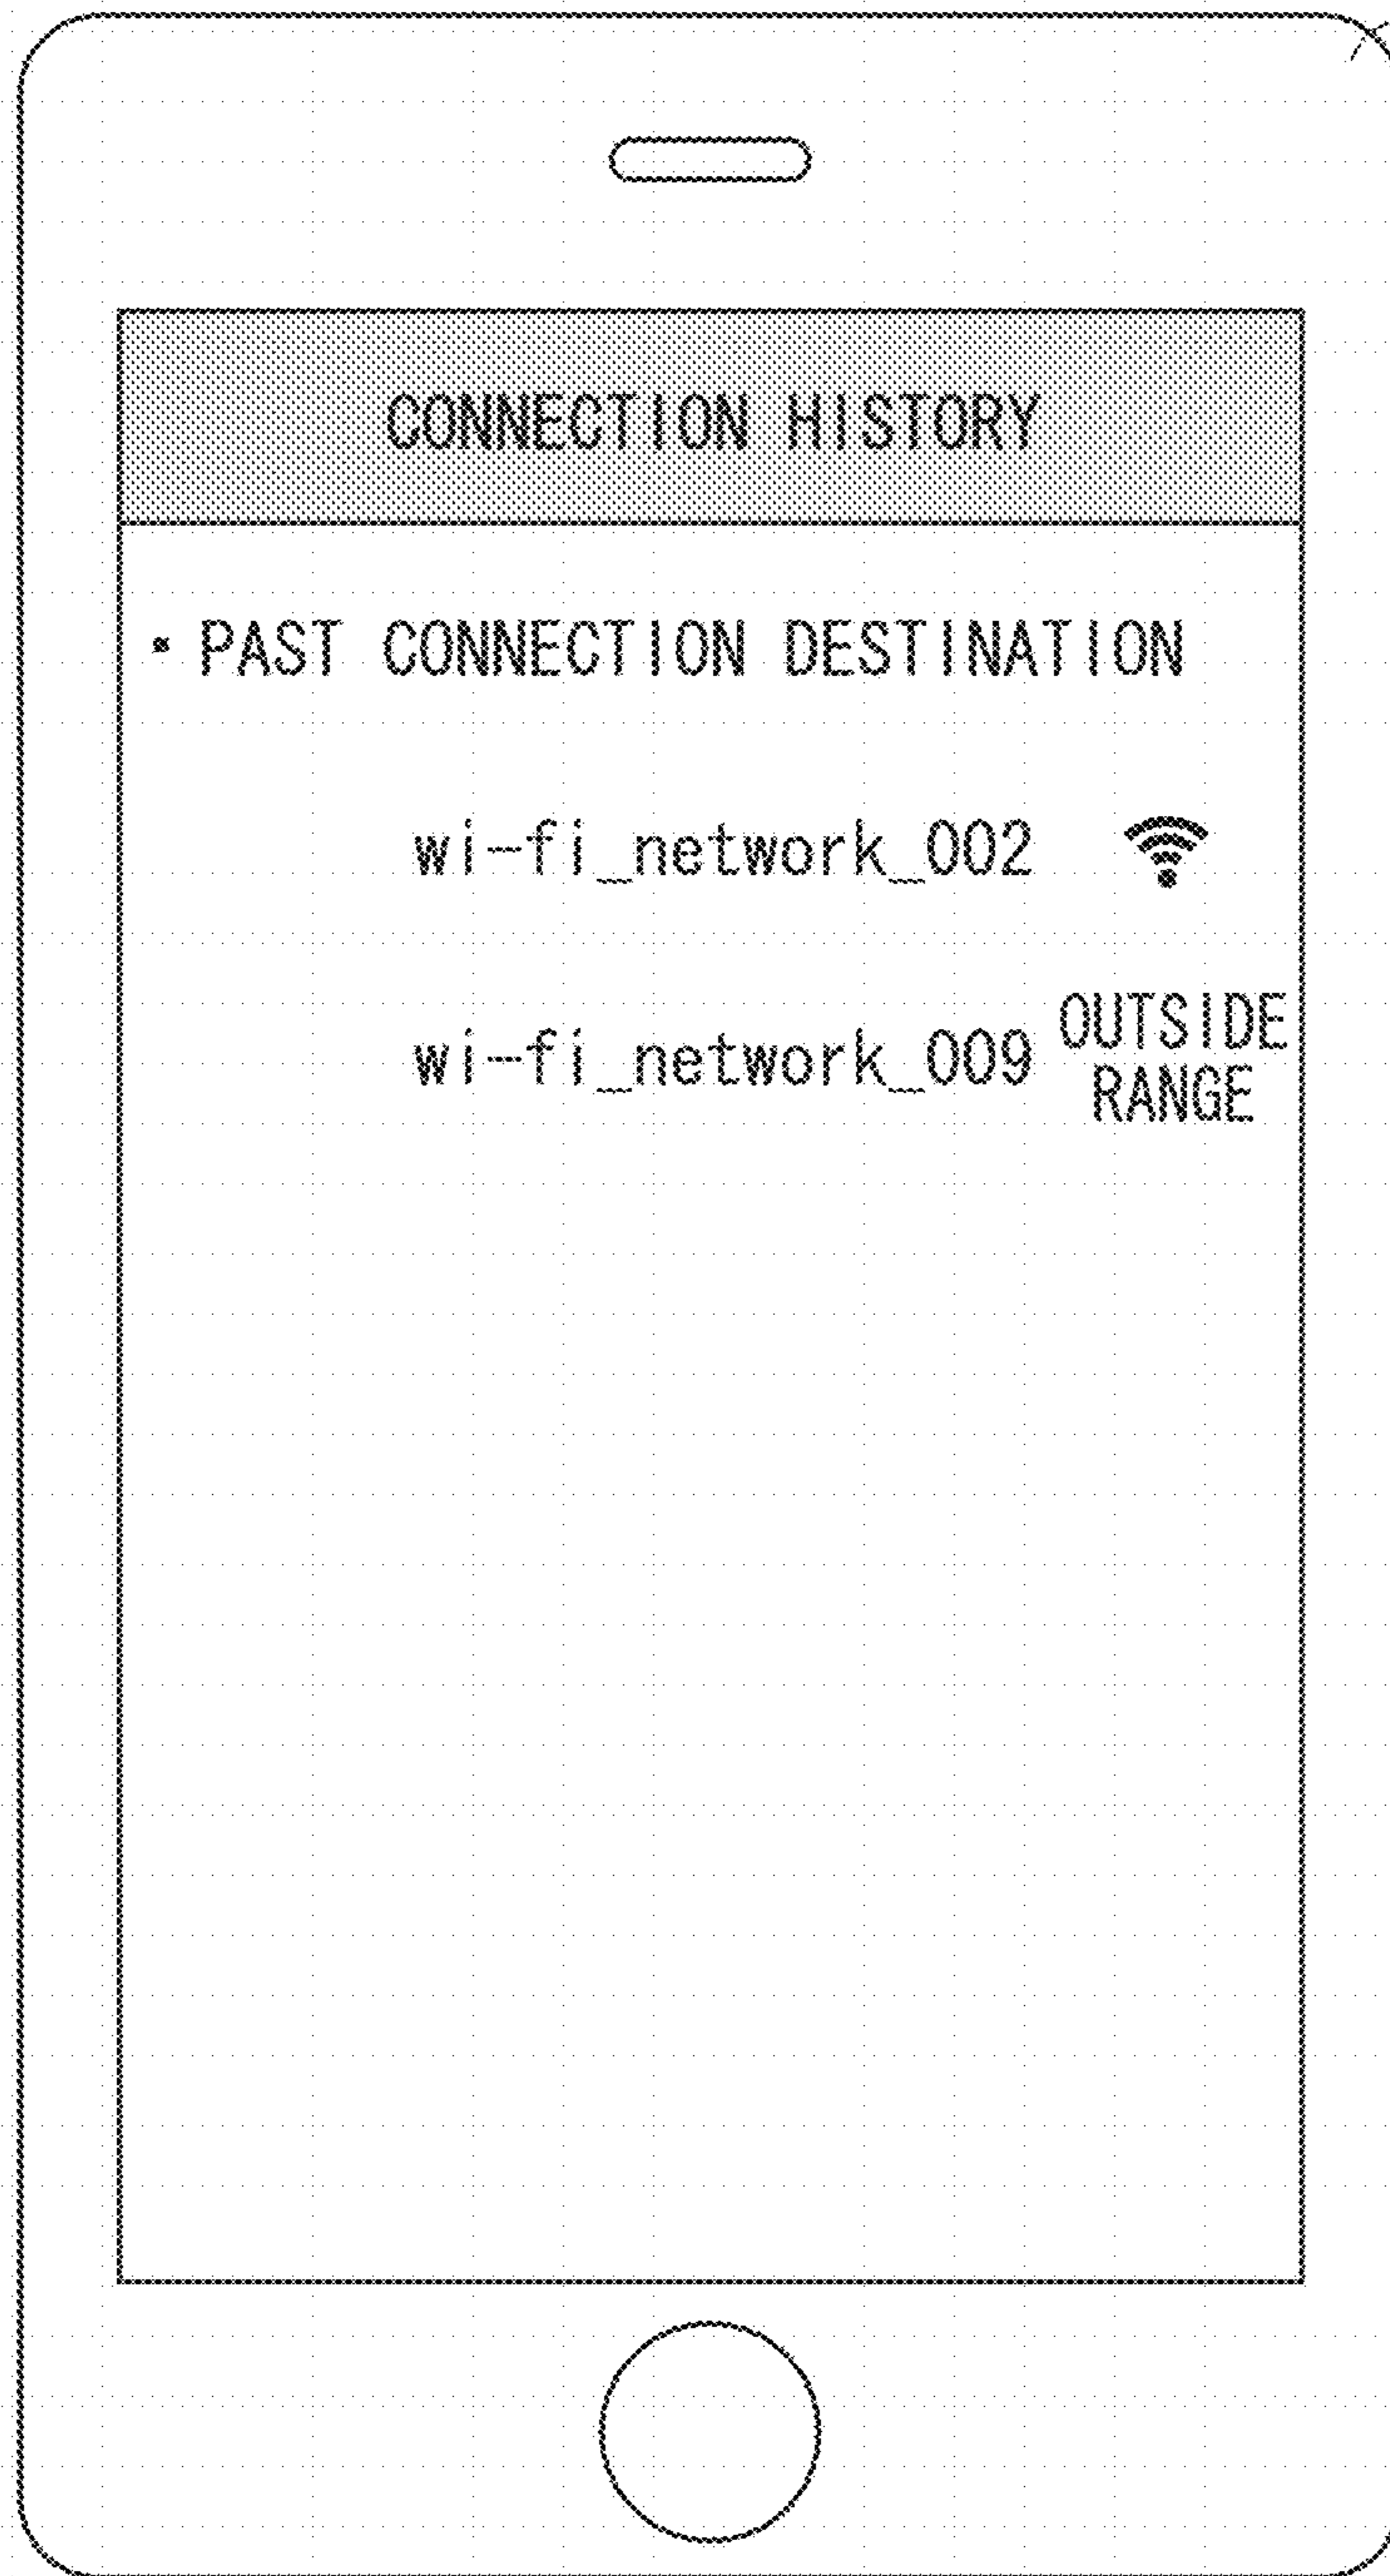 CONNECTION HISTORY
・PAST CONNECTION DESTINATION
wi-fi_network_002
wi-fi_network_009 OUTSIDE
RANGE